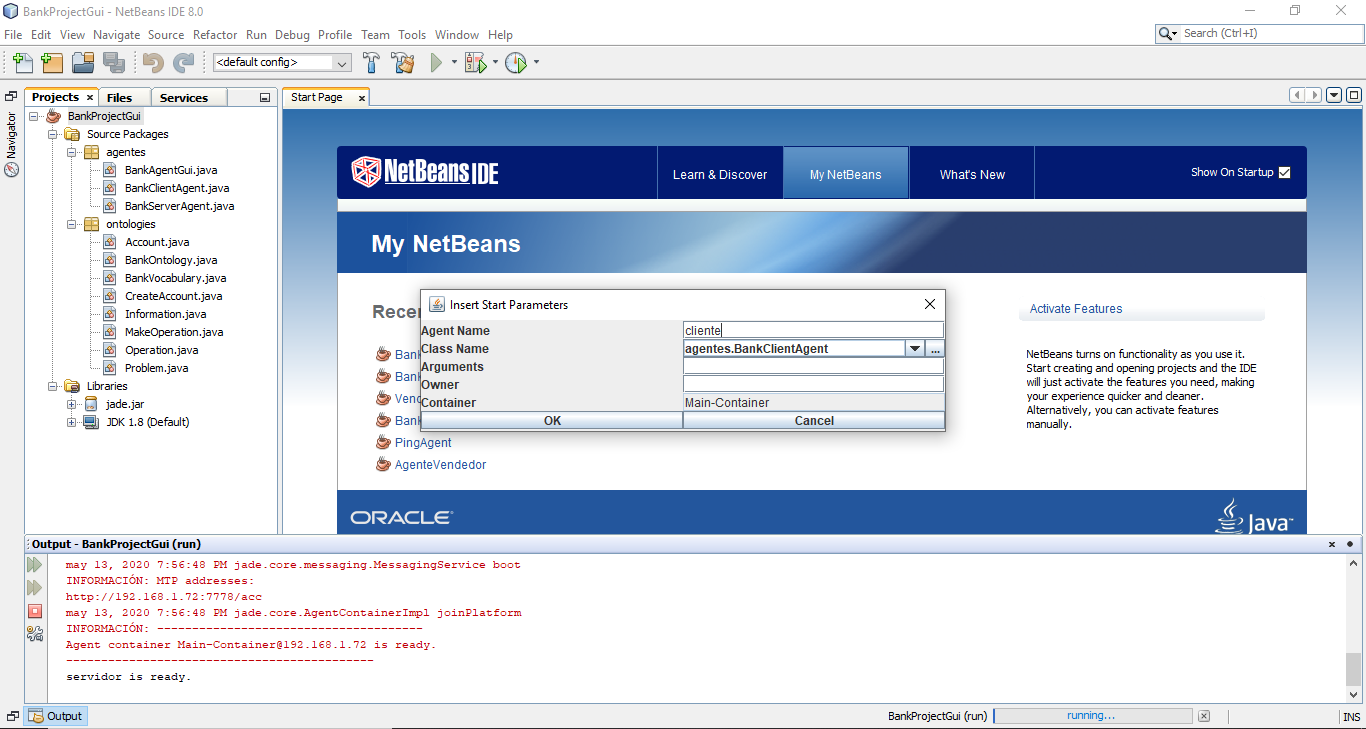 BankProjectGui - NetBeans IDE 8.0
File Edit View Navigate Source Refactor Run Debug Profile Team Tools Window Help
Search (Ctrl+I)
<default config>
Projects Files Services
Start Page
Navigator
BankProjectGui
Source Packages
agentes
BankAgentGui.java
BankClientAgent.java
BankServerAgent.java
ontologies
Account.java
BankOntology.java
BankVocabulary.java
CreateAccount.java
Information.java
MakeOperation.java
Operation.java
Problem.java
Libraries
jade.jar
JDK 1.8 (Default)
NetBeans IDE
Learn & Discover
My NetBeans
What's New
Show On Startup
My NetBeans
Recer
Bank
Bank
Vend
Bank
PingAgent
AgenteVendedor
Activate Features
NetBeans turns on functionality as you use it.
Start creating and opening projects and the IDE
will just activate the features you need, making
your experience quicker and cleaner.
Alternatively, you can activate features
manually.
ORACLE
Java
Insert Start Parameters
Agent Name cliente
Class Name agentes.BankClientAgent ...
Arguments
Owner
Container Main-Container
OK Cancel
Output - BankProjectGui (run)
may 13, 2020 7:56:48 PM jade.core.messaging.MessagingService boot
INFORMACIÓN: MTP addresses:
http://192.168.1.72:7778/acc
may 13, 2020 7:56:48 PM jade.core.AgentContainerImpl joinPlatform
INFORMACIÓN: --------------------------------------
Agent container Main-Container@192.168.1.72 is ready.
--------------------------------------------
servidor is ready.
Output
BankProjectGui (run)
running...
INS